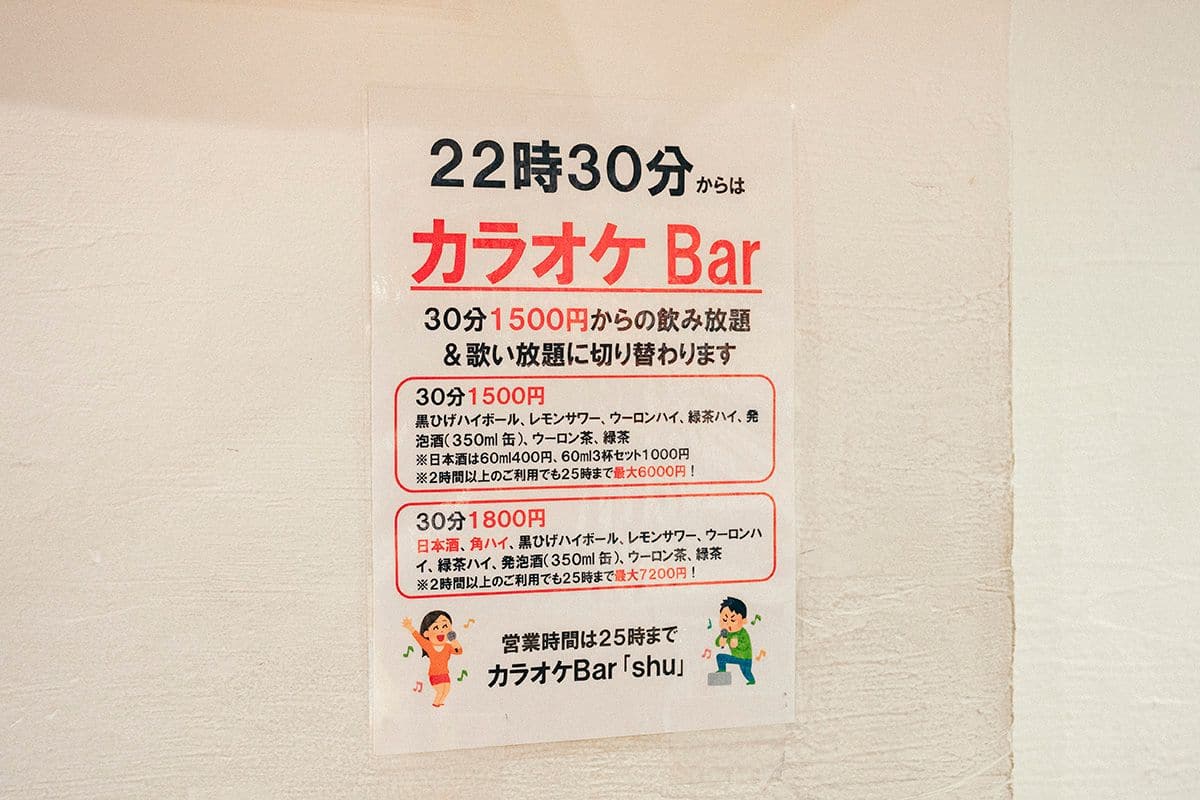 22時30分からは
カラオケ Bar
30分1500円からの飲み放題
＆歌い放題に切り替わります
30分1500円
黒ひげハイボール、レモンサワー、ウーロンハイ、緑茶ハイ、発
泡酒(350ml 缶)、ウーロン茶、緑茶
※日本酒は60ml400円、60ml3杯セット1000円
※2時間以上のご利用でも25時まで最大6000円！
30分1800円
日本酒、角ハイ、黒ひげハイボール、レモンサワー、ウーロンハ
イ、緑茶ハイ、発泡酒(350ml 缶)、ウーロン茶、緑茶
※2時間以上のご利用でも25時まで最大7200円！
営業時間は25時まで
カラオケBar「shu」